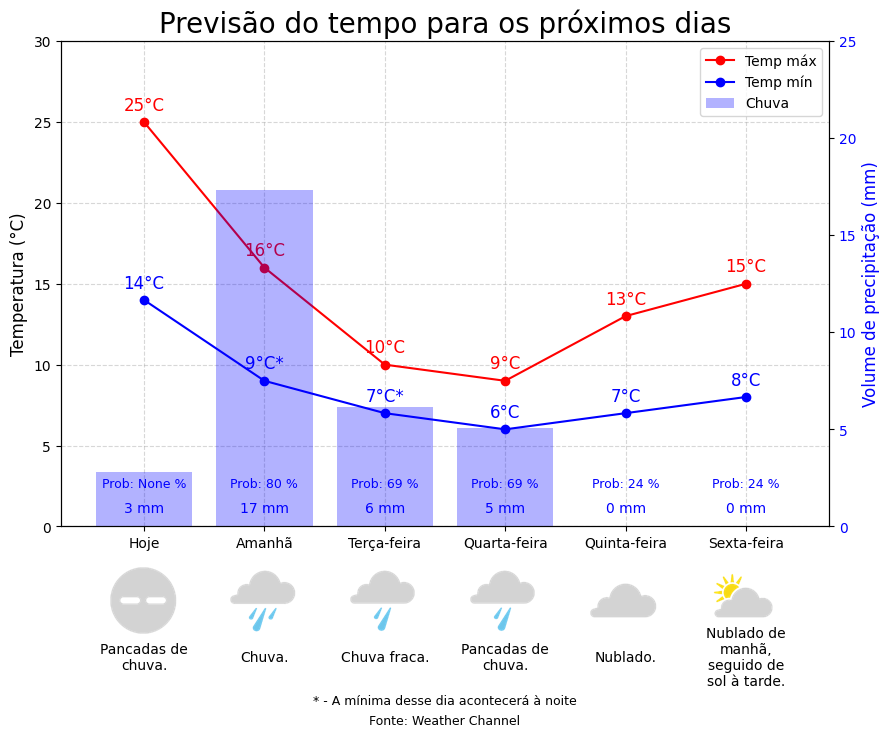 Previsão do tempo para os próximos dias
Temperatura (°C)
Volume de precipitação (mm)
30
25
20
15
10
5
0
25
20
15
10
5
0
Temp máx
Temp mín
Chuva
25°C
16°C
10°C
9°C
13°C
15°C
14°C
9°C*
7°C*
6°C
7°C
8°C
Prob: None %
Prob: 80 %
Prob: 69 %
Prob: 69 %
Prob: 24 %
Prob: 24 %
3 mm
17 mm
6 mm
5 mm
0 mm
0 mm
Hoje
Amanhã
Terça-feira
Quarta-feira
Quinta-feira
Sexta-feira
Pancadas de
chuva.
Chuva.
Chuva fraca.
Pancadas de
chuva.
Nublado.
Nublado de
manhã,
seguido de
sol à tarde.
* - A mínima desse dia acontecerá à noite
Fonte: Weather Channel